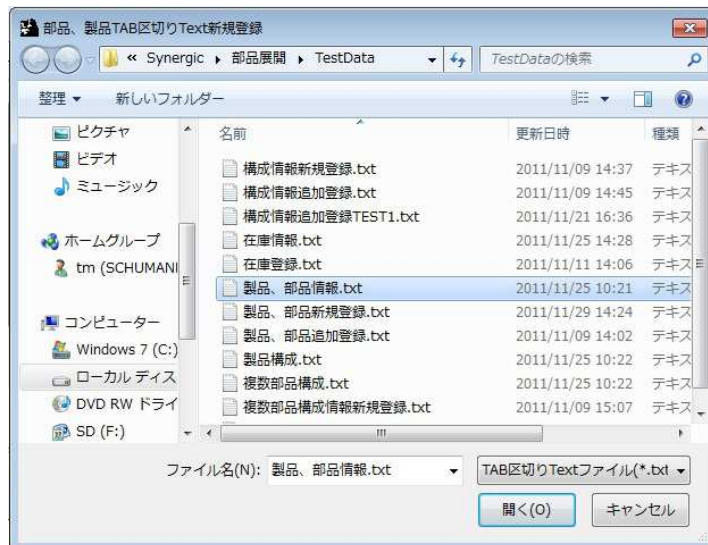 部品、製品TAB区切りText新規登録
« Synergic ▸ 部品展開 ▸ TestData
TestDataの検索
整理 ▼ 新しいフォルダー
ピクチャ
ビデオ
ミュージック
ホームグループ
tm (SCHUMANI
コンピューター
Windows 7 (C:)
ローカル ディス
DVD RW ドライ
SD (F:)
名前 更新日時 種類
構成情報新規登録.txt 2011/11/09 14:37 テキス
構成情報追加登録.txt 2011/11/09 14:45 テキス
構成情報追加登録TEST1.txt 2011/11/21 16:36 テキス
在庫情報.txt 2011/11/25 14:28 テキス
在庫登録.txt 2011/11/11 14:06 テキス
製品、部品情報.txt 2011/11/25 10:21 テキス
製品、部品新規登録.txt 2011/11/29 14:24 テキス
製品、部品追加登録.txt 2011/11/09 14:02 テキス
製品構成.txt 2011/11/25 10:22 テキス
複数部品構成.txt 2011/11/25 10:22 テキス
複数部品構成情報新規登録.txt 2011/11/09 15:07 テキス
ファイル名(N): 製品、部品情報.txt
TAB区切りTextファイル(*.txt
開く(O) キャンセル